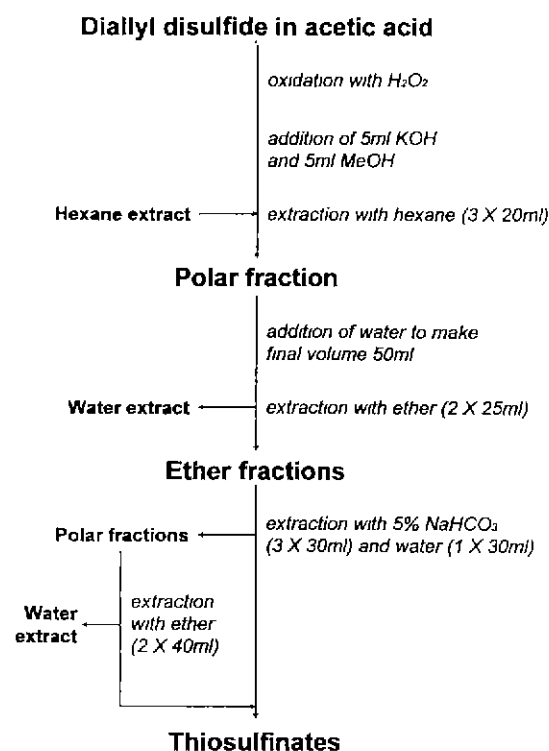 Diallyl disulfide in acetic acid
oxidation with H₂O₂
addition of 5ml KOH
and 5ml MeOH
Hexane extract
extraction with hexane (3 X 20ml)
Polar fraction
addition of water to make
final volume 50ml
Water extract
extraction with ether (2 X 25ml)
Ether fractions
Polar fractions
extraction with 5% NaHCO₃
(3 X 30ml) and water (1 X 30ml)
Water
extract
extraction
with ether
(2 X 40ml)
Thiosulfinates